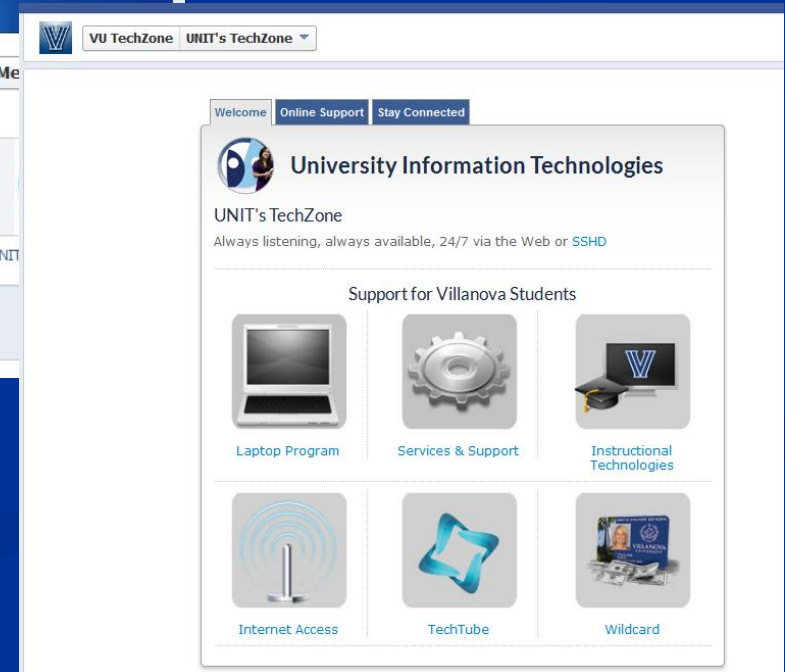 Me
NIT
VU TechZone UNIT's TechZone
Welcome Online Support Stay Connected
University Information Technologies
UNIT's TechZone
Always listening, always available, 24/7 via the Web or SSHD
Support for Villanova Students
Laptop Program Services & Support Instructional Technologies
Internet Access TechTube Wildcard
VILLANOVA